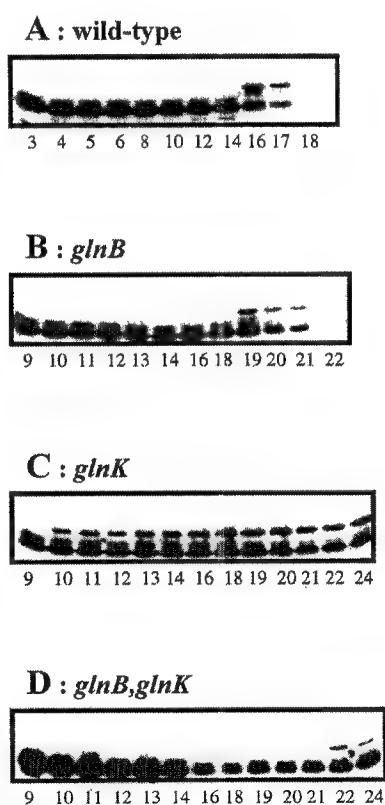 A : wild-type
3 4 5 6 8 10 12 14 16 17 18
B : glnB
9 10 11 12 13 14 16 18 19 20 21 22
C : glnK
9 10 11 12 13 14 16 18 19 20 21 22 24
D : glnB,glnK
9 10 11 12 13 14 16 18 19 20 21 22 24